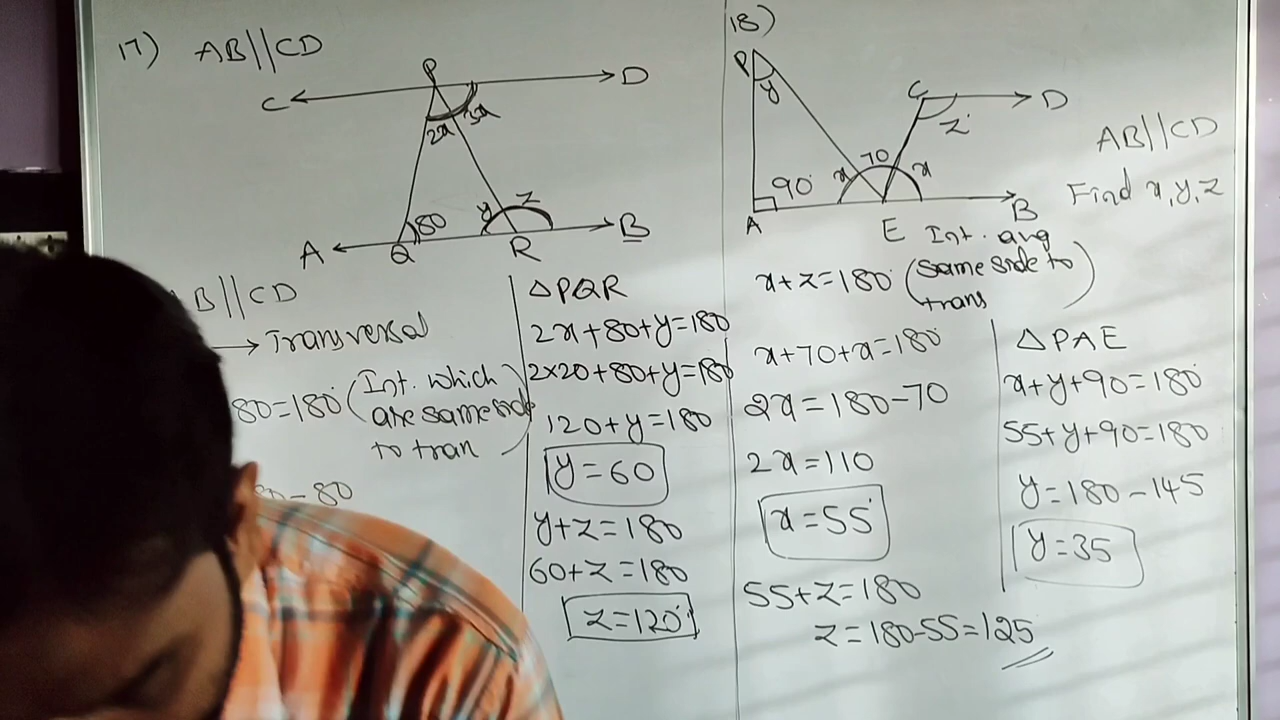 17) AB//CD
P
C
D
2x 3x
80 y z
A
Q
R
B
B//CD
→ Transversal
80=180 (Int. which
are same side
to tran)
-80
△PQR
2x+80+y=180
2×20+80+y=180
120+y=180
y=60
y+z=180
60+z=180
z=120°
18)
P
y
C
D
z°
70
x x
90°
A
E
B
AB//CD
Find x,y,z
x+z=180° (Int. ang
same side to
trans)
x+70+x=180°
2x=180-70
2x=110
x=55°
55+z=180
z=180-55=125
△PAE
x+y+90=180°
55+y+90=180
y=180-145
y=35